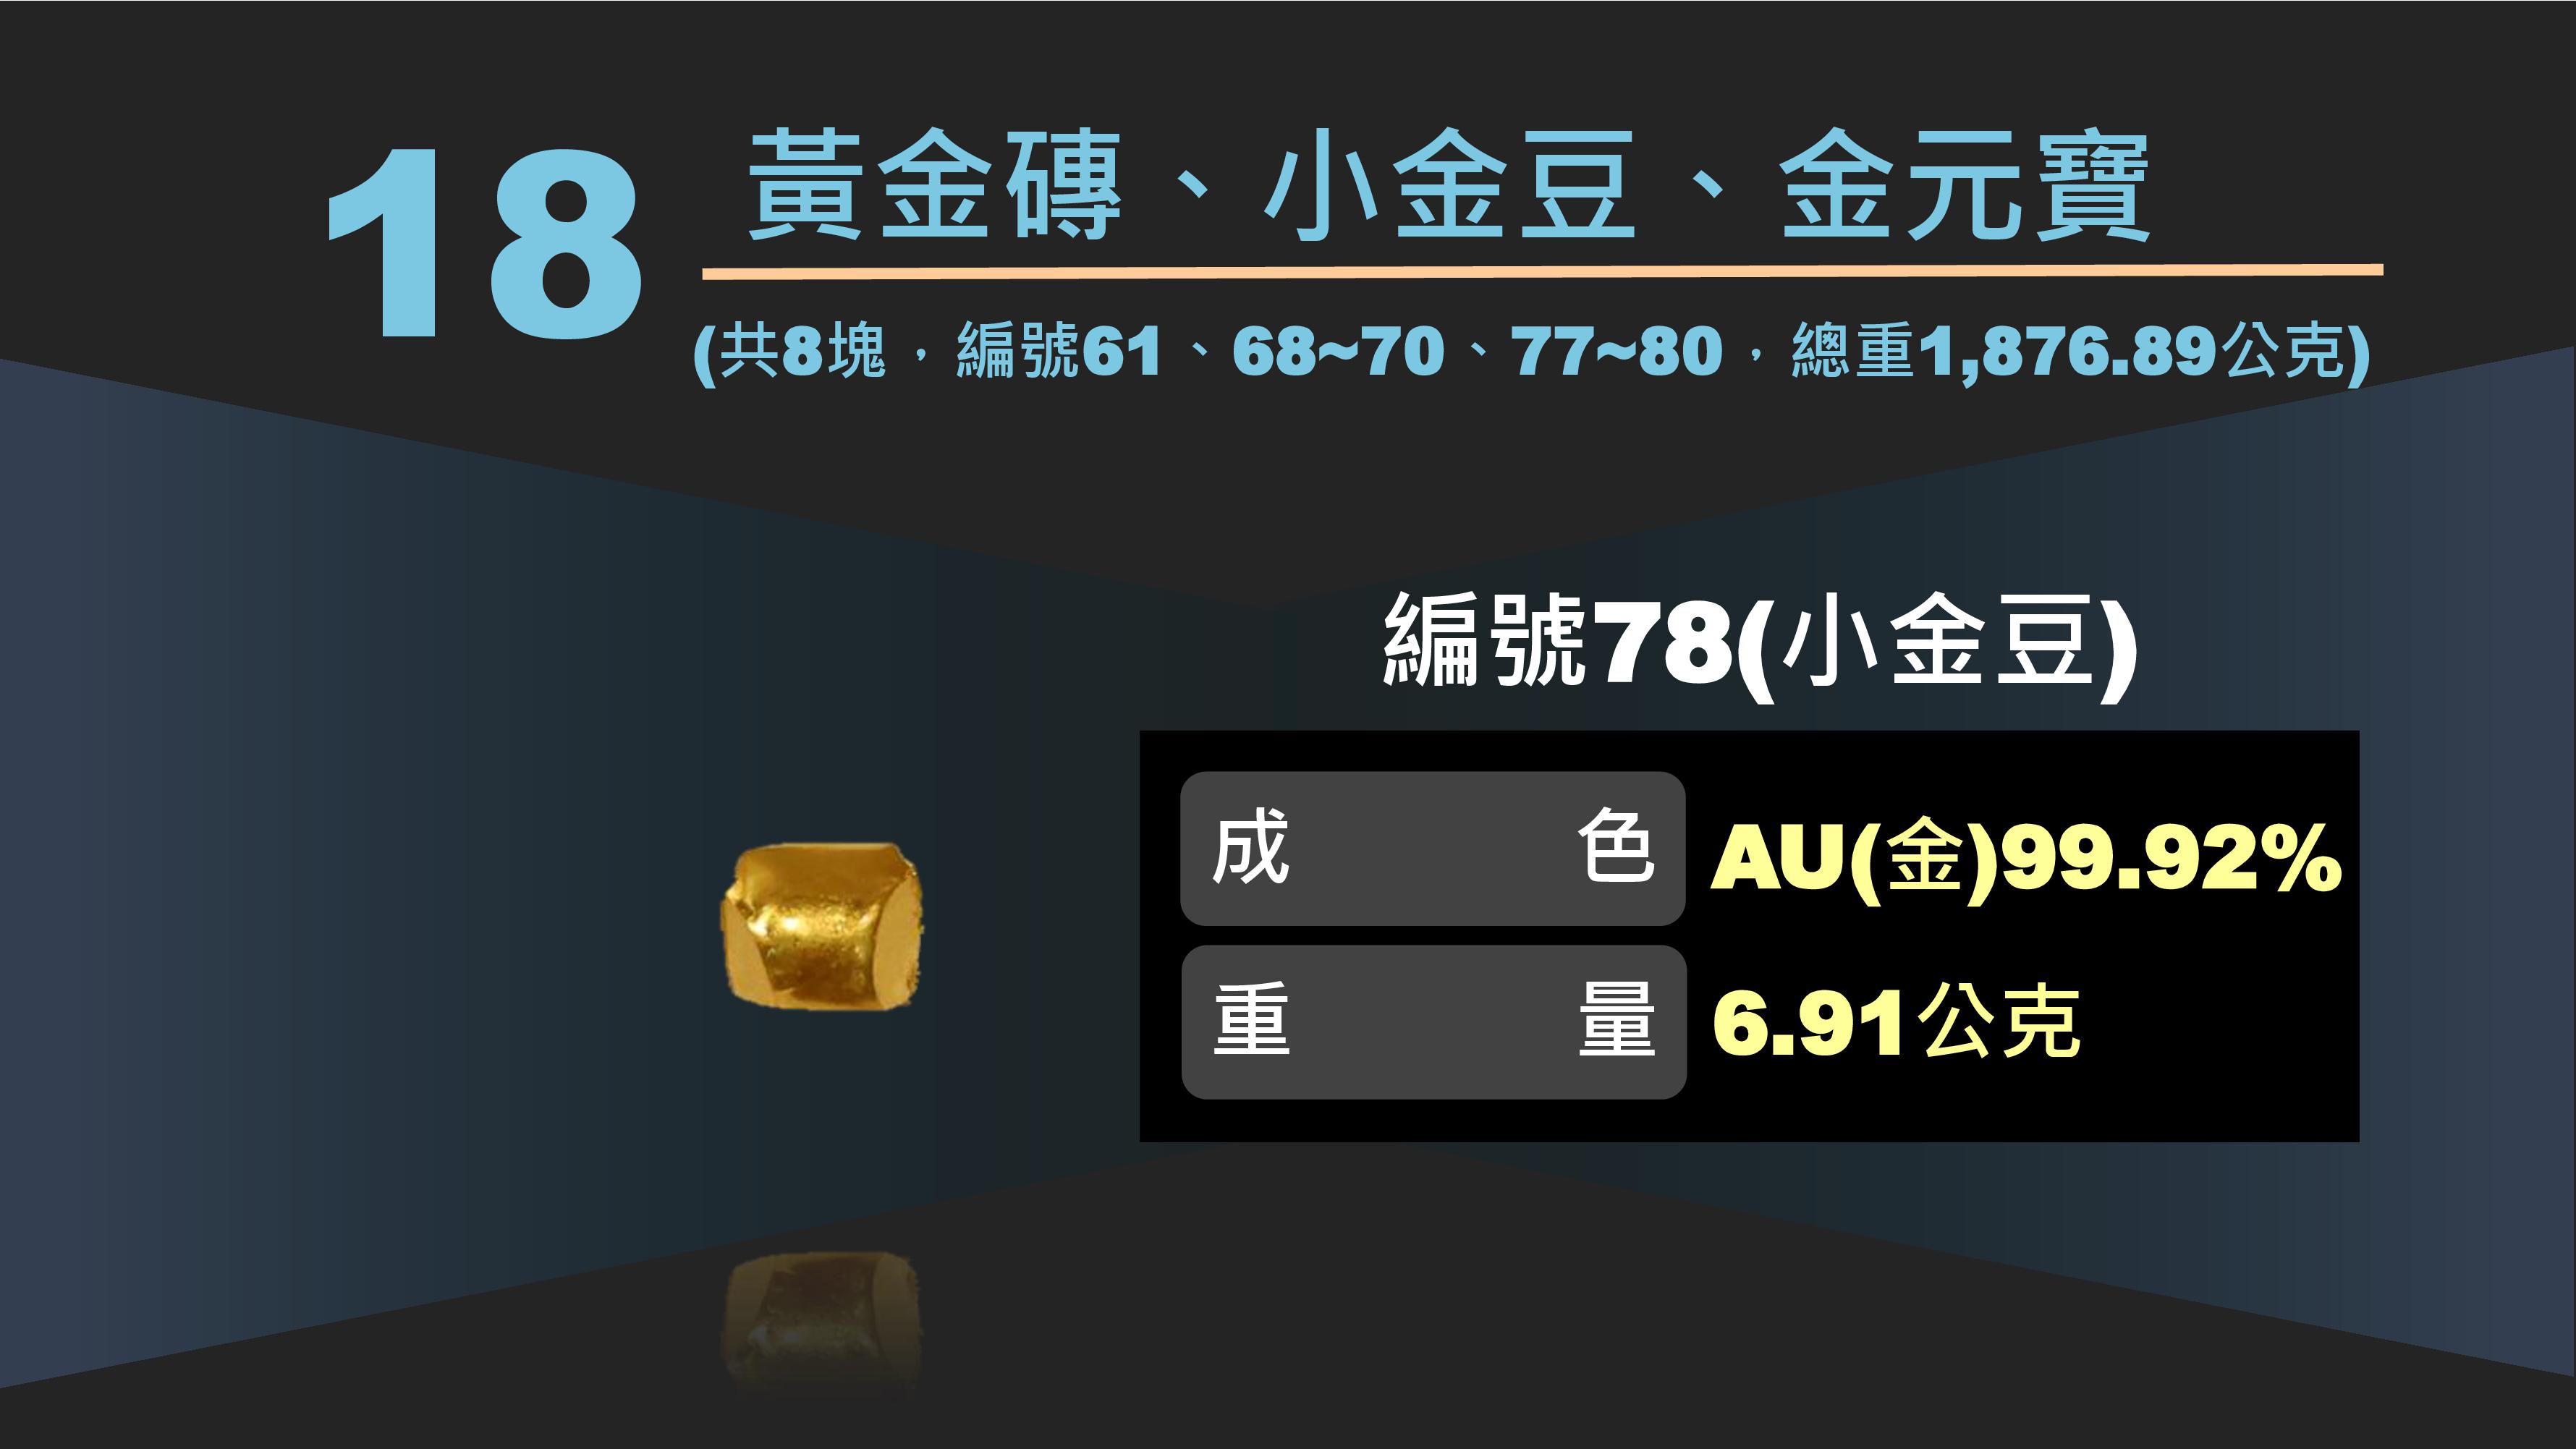 18
黃金磚、小金豆、金元寶
(共8塊，編號61、68~70、77~80，總重1,876.89公克)
編號78(小金豆)
成 色 AU(金)99.92%
重 量 6.91公克